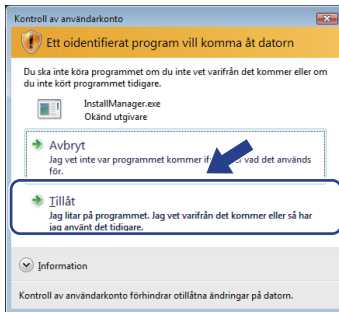 Kontroll av användarkonto
Ett oidentifierat program vill komma åt datorn
Du ska inte köra programmet om du inte vet varifrån det kommer eller om
du inte kört programmet tidigare.
InstallManager.exe
Okänd utgivare
Avbryt
Jag vet inte var programmet kommer vad det används
för.
Tillåt
Jag litar på programmet. Jag vet varifrån det kommer eller så har
jag använt det tidigare.
Information
Kontroll av användarkonto förhindrar otillåtna ändringar på datorn.